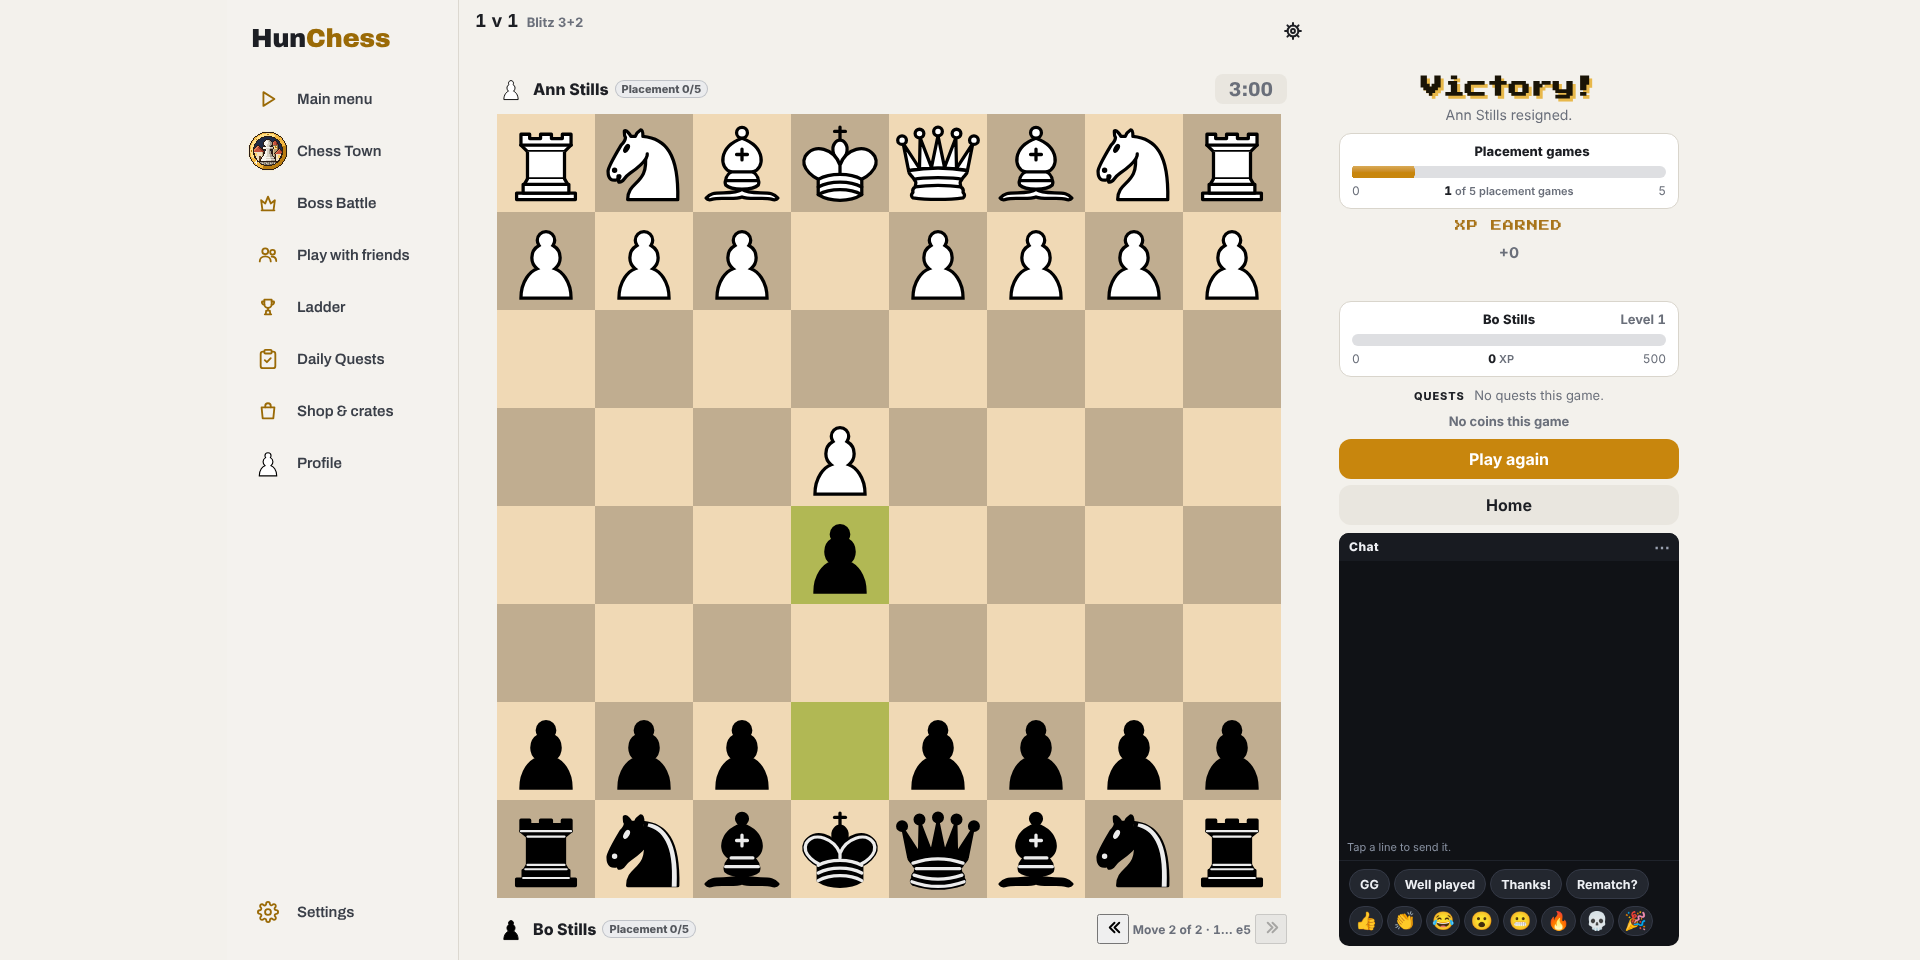 HunChess
Main menu
Chess Town
Boss Battle
Play with friends
Ladder
Daily Quests
Shop & crates
Profile
Settings
1 v 1 Blitz 3+2
Ann Stills Placement 0/5 3:00
Bo Stills Placement 0/5
Move 2 of 2 · 1... e5
Victory!
Ann Stills resigned.
Placement games
0 1 of 5 placement games 5
XP EARNED
+0
Bo Stills Level 1
0 0 XP 500
QUESTS No quests this game.
No coins this game
Play again
Home
Chat
Tap a line to send it.
GG Well played Thanks! Rematch?